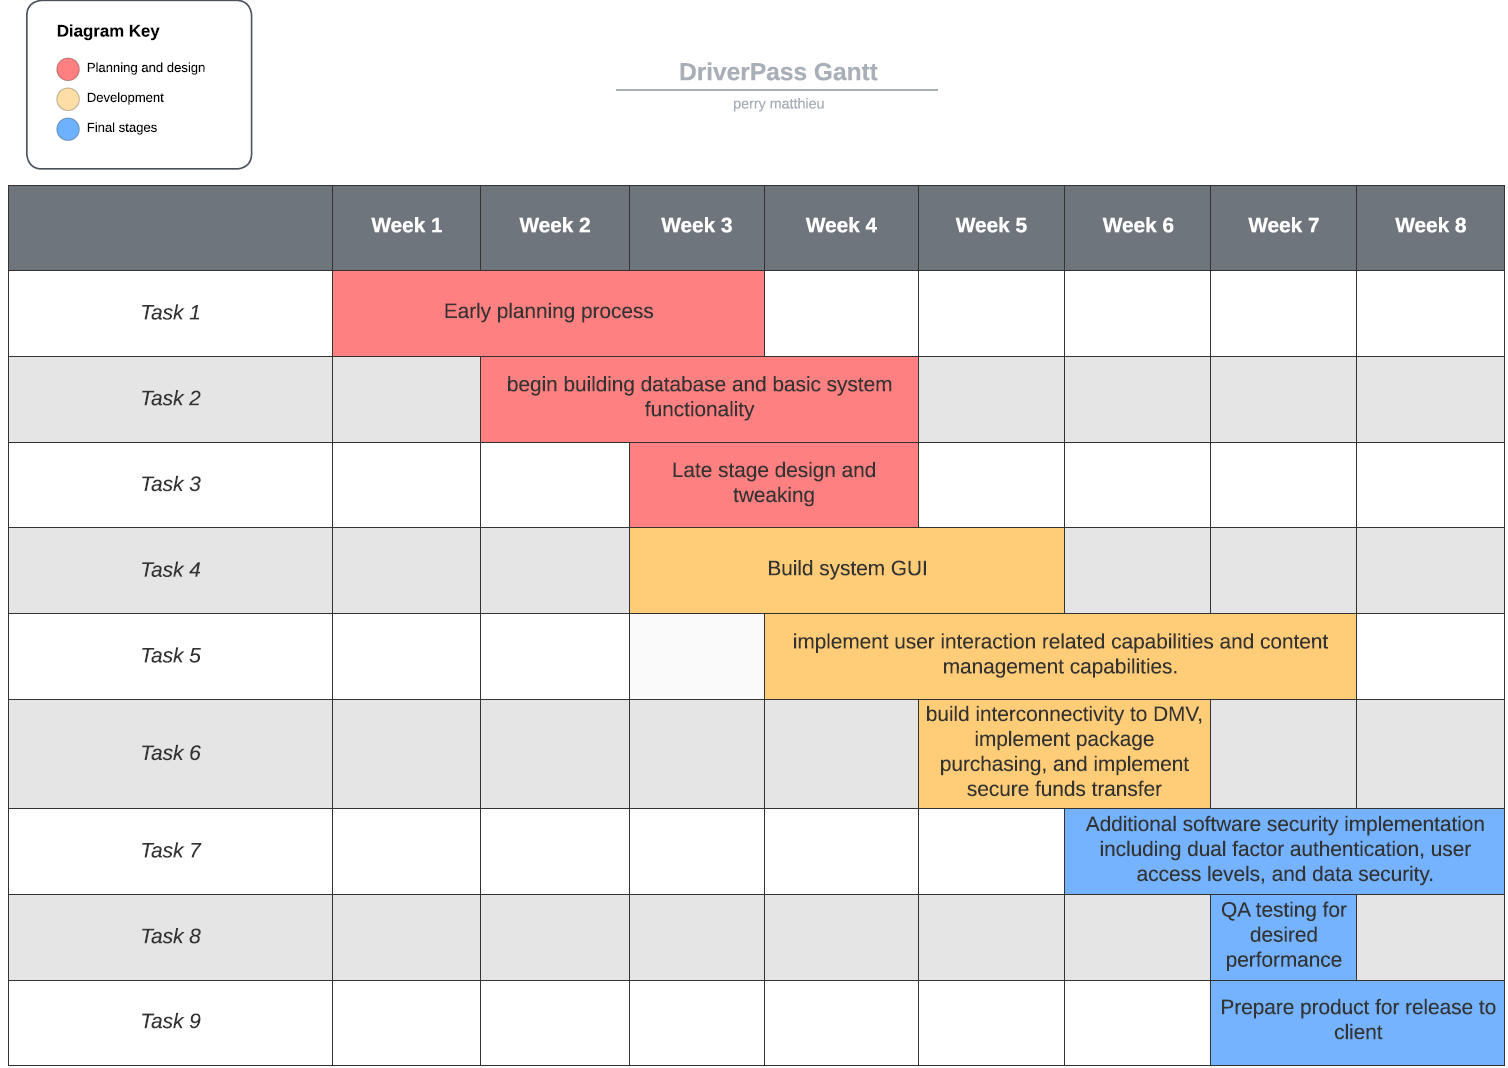 Diagram Key
Planning and design
Development
Final stages
DriverPass Gantt
perry matthieu
Week 1
Week 2
Week 3
Week 4
Week 5
Week 6
Week 7
Week 8
Task 1
Early planning process
Task 2
begin building database and basic system
functionality
Task 3
Late stage design and
tweaking
Task 4
Build system GUI
Task 5
implement user interaction related capabilities and content
management capabilities.
Task 6
build interconnectivity to DMV,
implement package
purchasing, and implement
secure funds transfer
Task 7
Additional software security implementation
including dual factor authentication, user
access levels, and data security.
Task 8
QA testing for
desired
performance
Task 9
Prepare product for release to
client